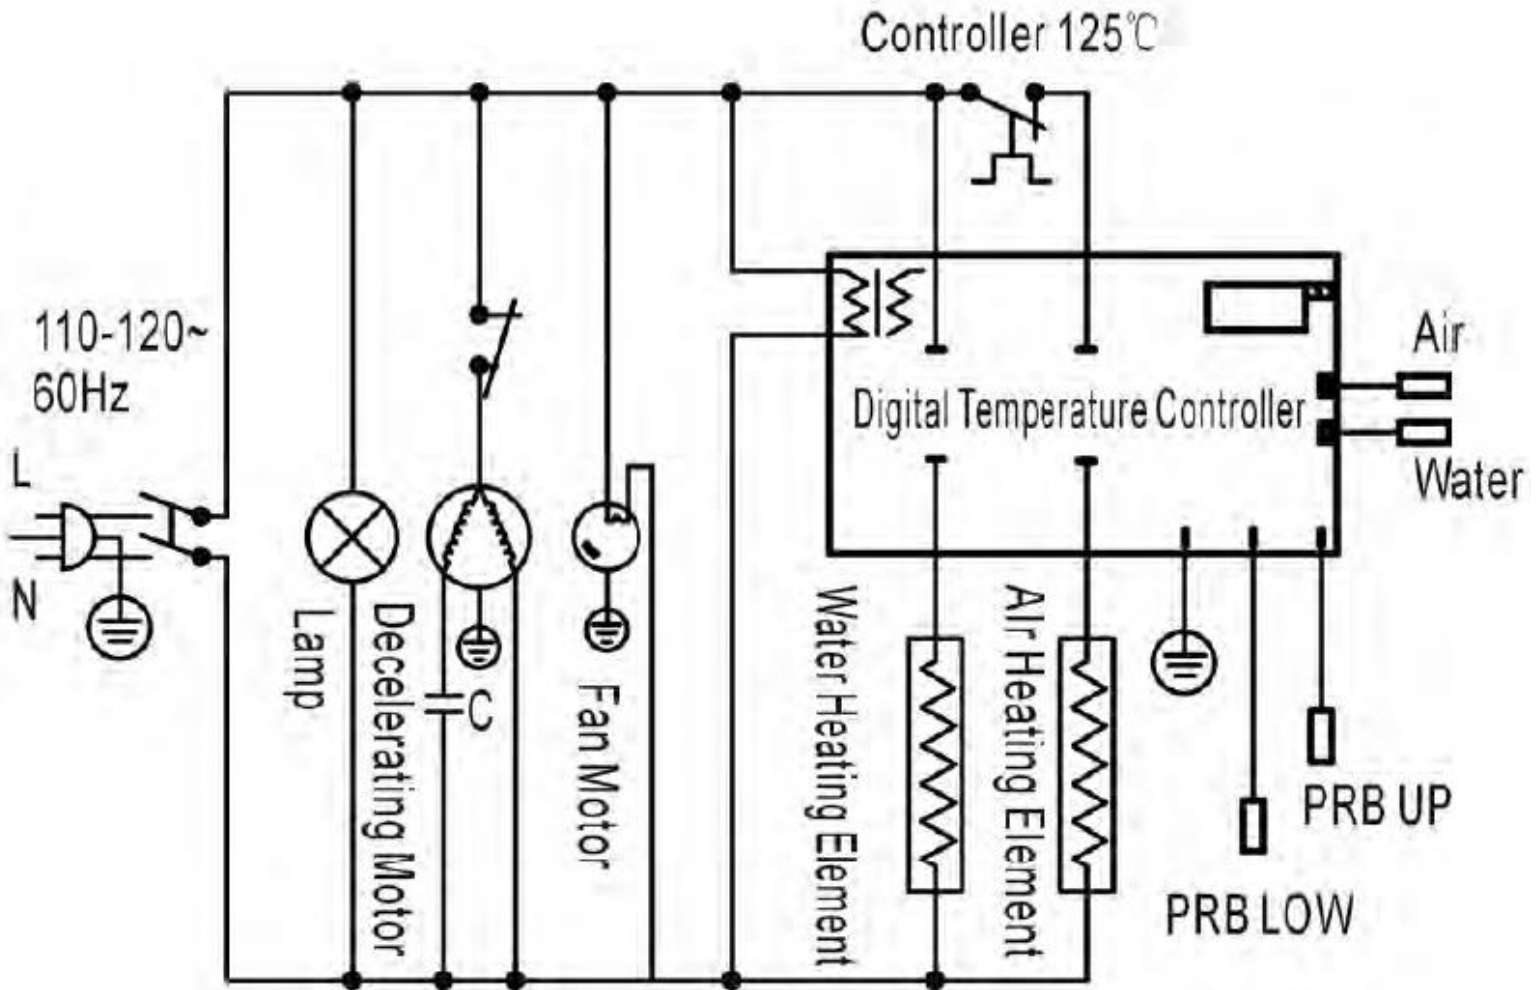 Controller 125℃
110-120~
60Hz
L
N
Air
Water
Digital Temperature Controller
Lamp
Decelerating Motor
C
Fan Motor
Water Heating Element
AIr Heating Element
PRB UP
PRB LOW